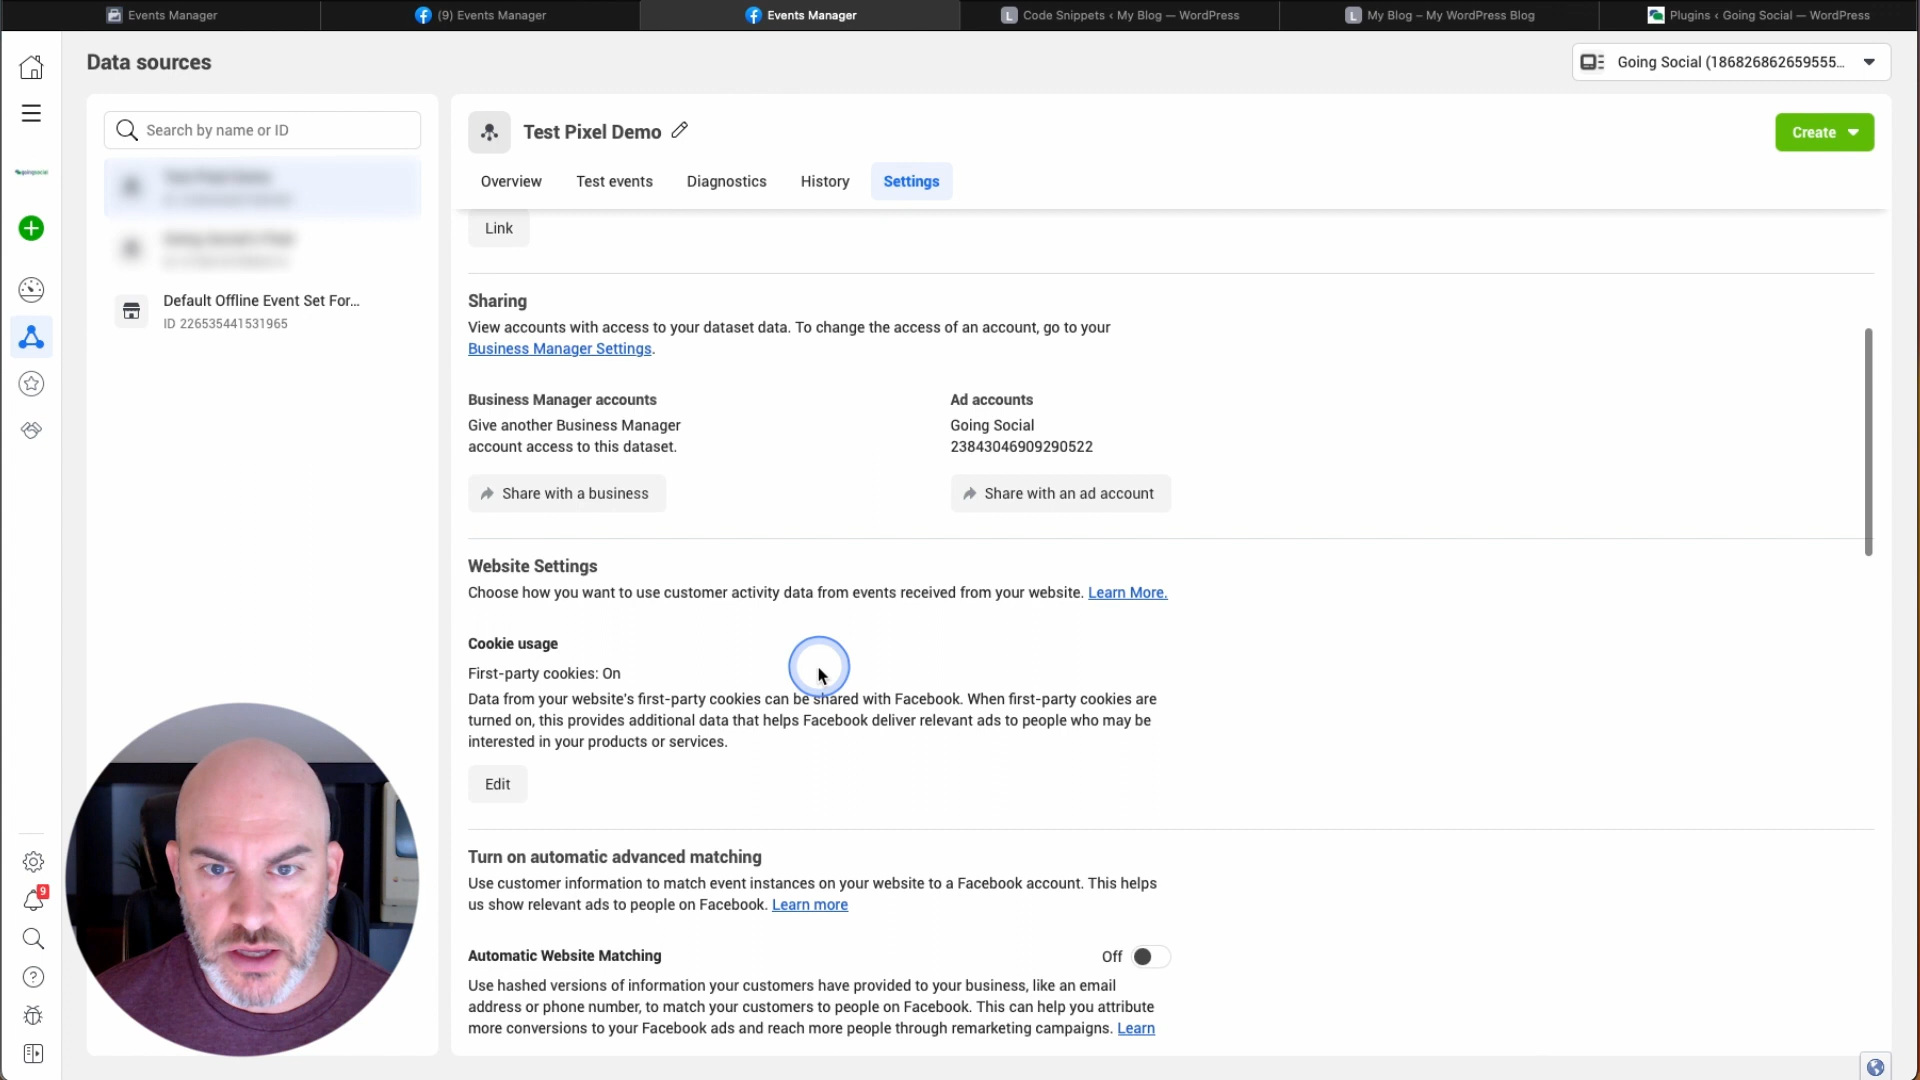 Events Manager
(9) Events Manager
Events Manager
Code Snippets ‹ My Blog — WordPress
My Blog – My WordPress Blog
Plugins ‹ Going Social — WordPress
Data sources
Going Social (186826862659555...
Search by name or ID
Default Offline Event Set For...
ID 226535441531965
Test Pixel Demo
Create
Overview
Test events
Diagnostics
History
Settings
Link
Sharing
View accounts with access to your dataset data. To change the access of an account, go to your
Business Manager Settings.
Business Manager accounts
Give another Business Manager
account access to this dataset.
Share with a business
Ad accounts
Going Social
23843046909290522
Share with an ad account
Website Settings
Choose how you want to use customer activity data from events received from your website. Learn More.
Cookie usage
First-party cookies: On
Data from your website's first-party cookies can be shared with Facebook. When first-party cookies are
turned on, this provides additional data that helps Facebook deliver relevant ads to people who may be
interested in your products or services.
Edit
Turn on automatic advanced matching
Use customer information to match event instances on your website to a Facebook account. This helps
us show relevant ads to people on Facebook. Learn more
Automatic Website Matching
Off
Use hashed versions of information your customers have provided to your business, like an email
address or phone number, to match your customers to people on Facebook. This can help you attribute
more conversions to your Facebook ads and reach more people through remarketing campaigns. Learn
goingsocial
9